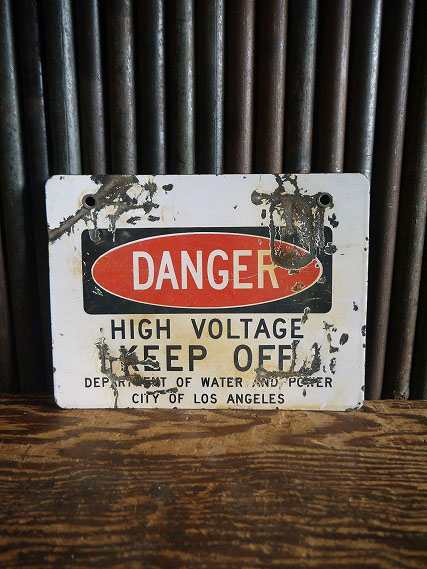 DANGER
HIGH VOLTAGE
KEEP OFF
DEPARTMENT OF WATER AND POWER
CITY OF LOS ANGELES